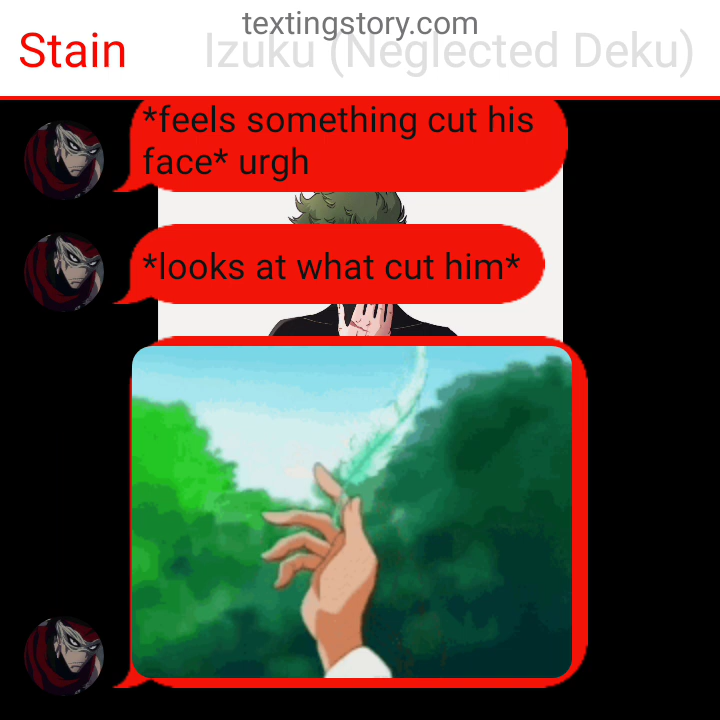 textingstory.com
Stain
Izuku (Neglected Deku)
*feels something cut his
face* urgh
*looks at what cut him*